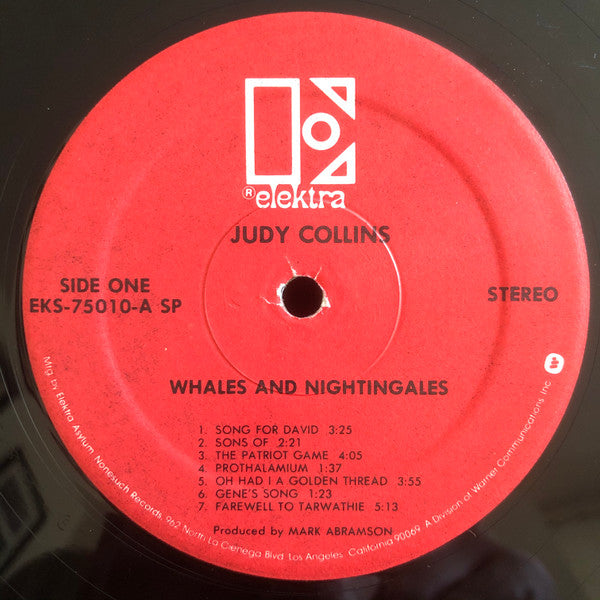 ® elektra
JUDY COLLINS
SIDE ONE
EKS-75010-A SP
STEREO
WHALES AND NIGHTINGALES
1. SONG FOR DAVID 3:25
2. SONS OF 2:21
3. THE PATRIOT GAME 4:05
4. PROTHALAMIUM 1:37
5. OH HAD I A GOLDEN THREAD 3:55
6. GENE'S SONG 1:23
7. FAREWELL TO TARWATHIE 5:13
Produced by MARK ABRAMSON
Mfg by Elektra Asylum Nonesuch Records 962 North La Cienega Blvd. Los Angeles, California 90069 A Division of Warner Communications Inc